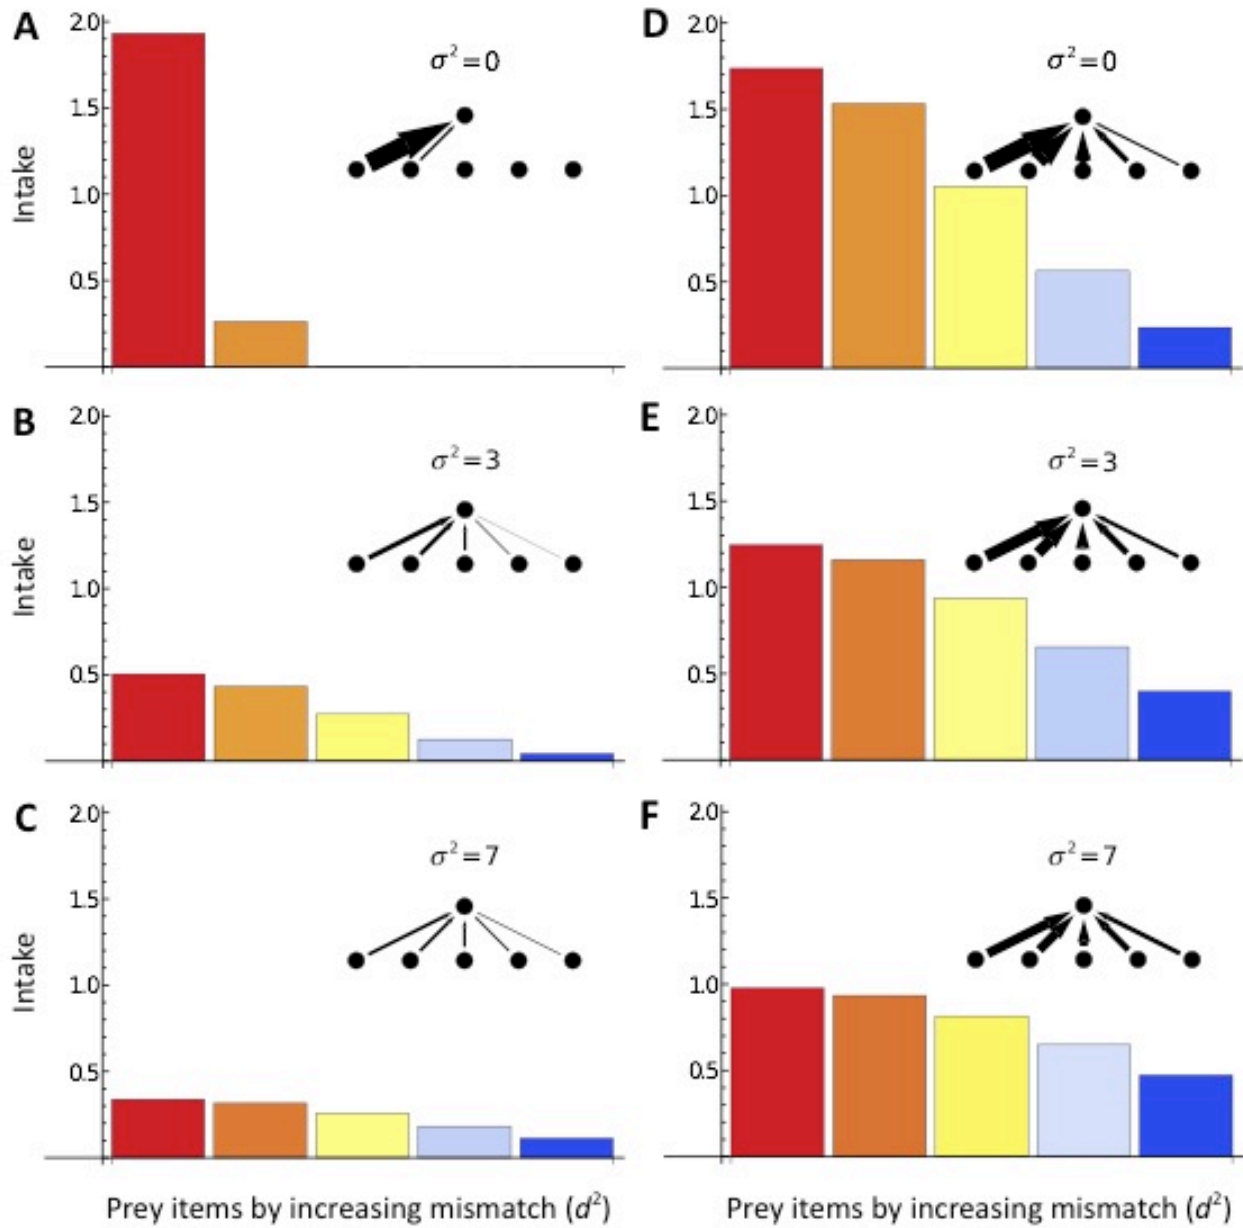 A
2.0
1.5
1.0
0.5
Intake
σ² = 0
D
2.0
1.5
1.0
0.5
σ² = 0
B
2.0
1.5
1.0
0.5
Intake
σ² = 3
E
2.0
1.5
1.0
0.5
σ² = 3
C
2.0
1.5
1.0
0.5
Intake
σ² = 7
F
2.0
1.5
1.0
0.5
σ² = 7
Prey items by increasing mismatch (d²)
Prey items by increasing mismatch (d²)